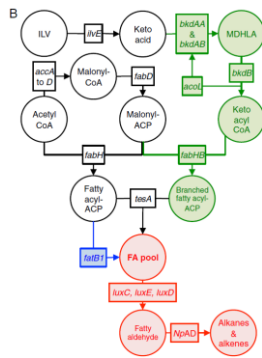 B
ILV
ilvE
Keto
acid
bkdAA
&
bkdAB
MDHLA
accA
to D
Malonyl-
CoA
fabD
acoL
bkdB
Acetyl
CoA
Malonyl-
ACP
Keto
acyl
CoA
fabH
fabHB
Fatty
acyl-
ACP
tesA
Branched
fatty acyl-
ACP
fatB1
FA pool
luxC, luxE, luxD
Fatty
aldehyde
NpAD
Alkanes
&
alkenes